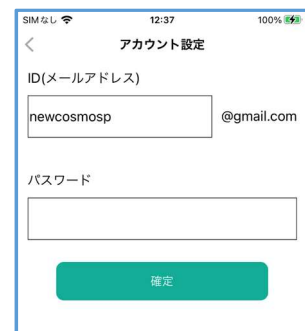 SIMなし 12:37 100%
アカウント設定
ID(メールアドレス)
newcosmosp @gmail.com
パスワード
確定